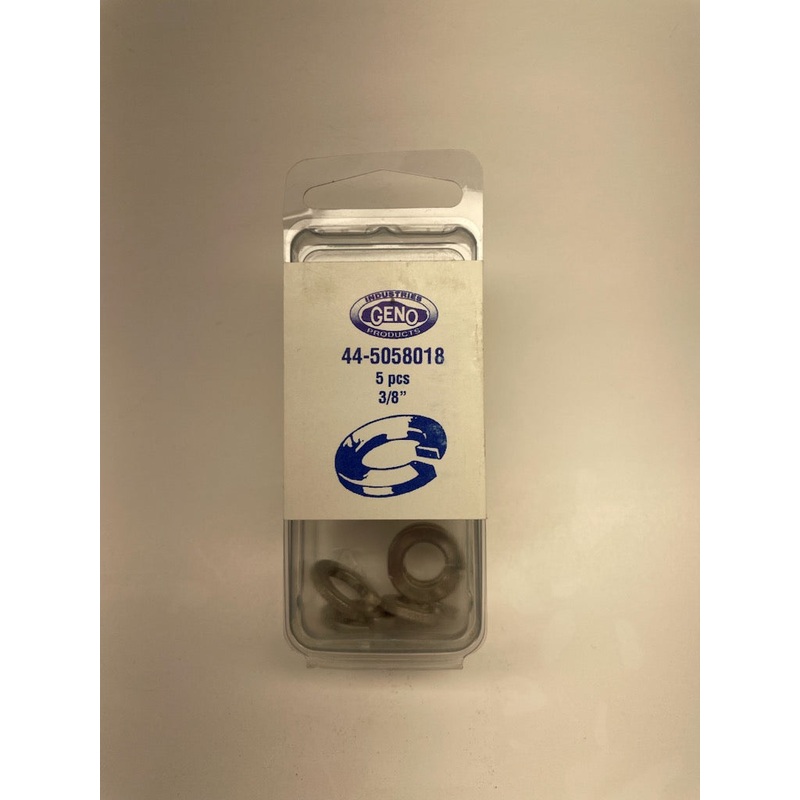 INDUSTRIES
GENO
PRODUCTS
44-5058018
5 pcs
3/8”